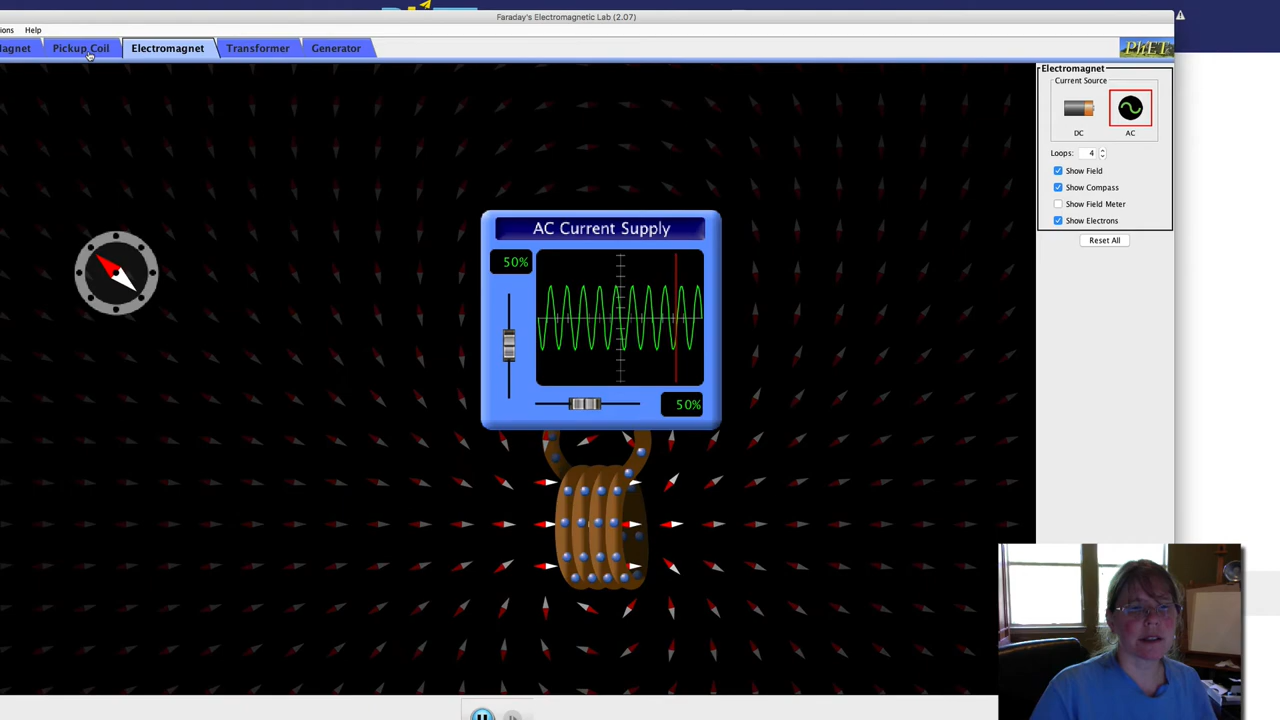 Faraday's Electromagnetic Lab (2.07)
ions Help
agnet Pickup Coil Electromagnet Transformer Generator
PhET
Electromagnet
Current Source
DC AC
Loops: 4
Show Field
Show Compass
Show Field Meter
Show Electrons
Reset All
AC Current Supply
50%
50%